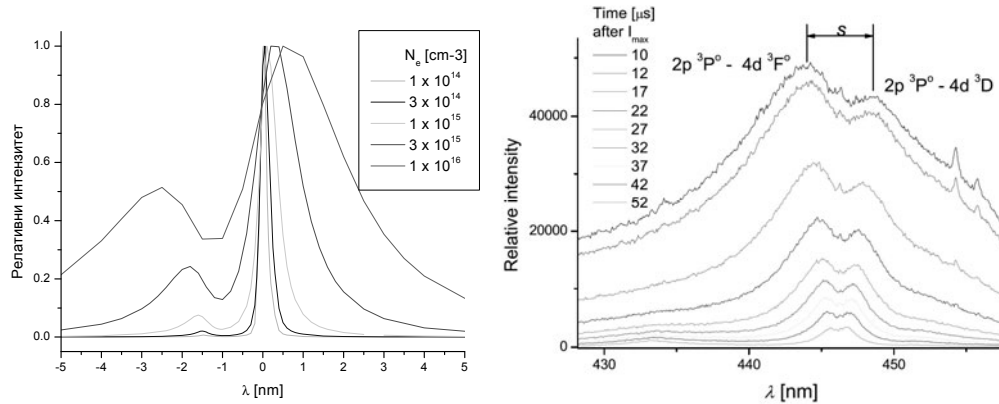 Релативни интензитет
1.0
0.8
0.6
0.4
0.2
0.0
-5 -4 -3 -2 -1 0 1 2 3 4 5
λ [nm]
N_e [cm-3]
1 x 10^14
3 x 10^14
1 x 10^15
3 x 10^15
1 x 10^16
Relative intensity
40000
20000
0
430 440 450
λ [nm]
Time [μs]
after I_max
10
12
17
22
27
32
37
42
52
s
2p ³Pº - 4d ³Fº
2p ³Pº - 4d ³D